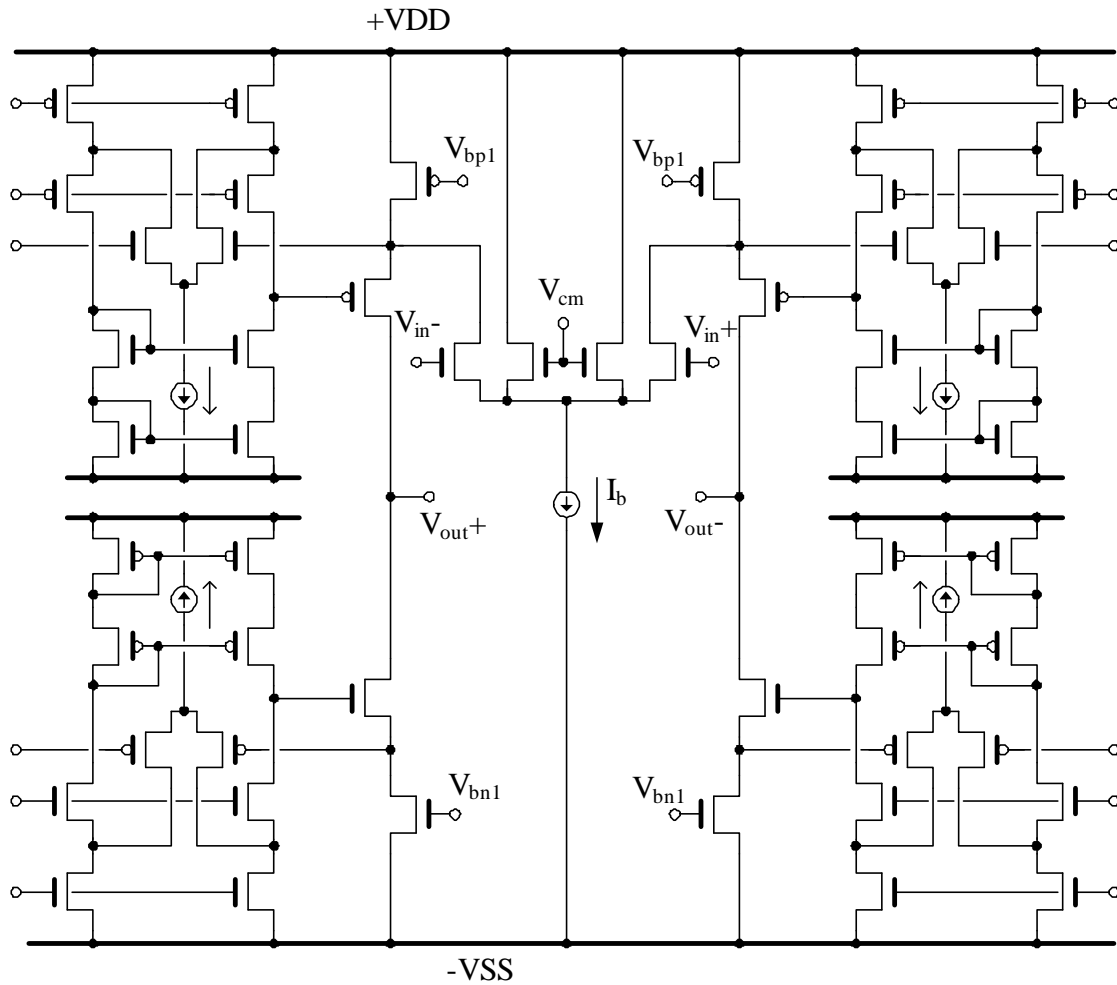 +VDD
V_bp1
V_bp1
V_cm
V_in-
V_in+
V_out+
I_b
V_out-
V_bn1
V_bn1
-VSS